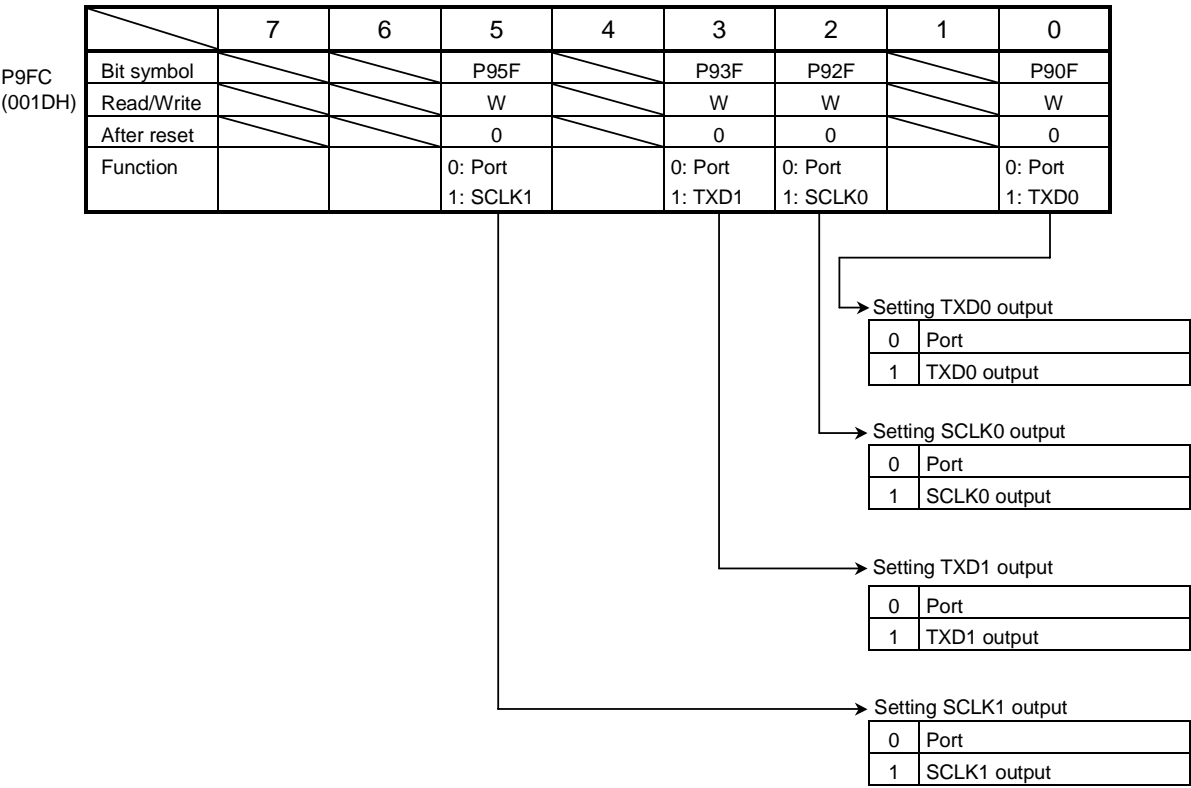 7 6 5 4 3 2 1 0
P9FC
(001DH)
Bit symbol P95F P93F P92F P90F
Read/Write W W W W
After reset 0 0 0 0
Function 0: Port 0: Port 0: Port 0: Port
1: SCLK1 1: TXD1 1: SCLK0 1: TXD0
Setting TXD0 output
0 Port
1 TXD0 output
Setting SCLK0 output
0 Port
1 SCLK0 output
Setting TXD1 output
0 Port
1 TXD1 output
Setting SCLK1 output
0 Port
1 SCLK1 output